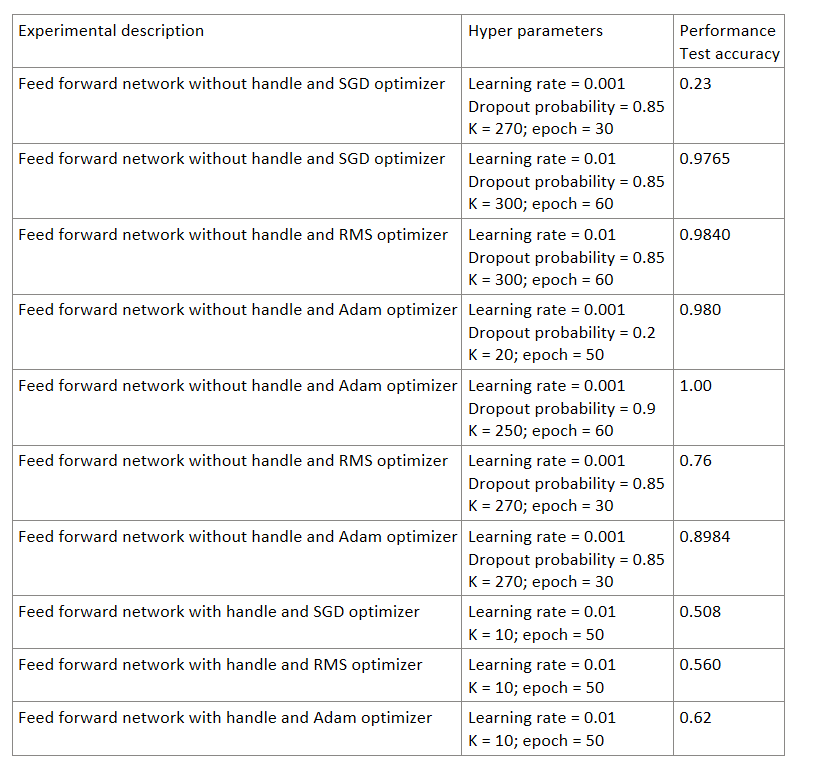 Experimental description
Hyper parameters
Performance
Test accuracy
Feed forward network without handle and SGD optimizer
Learning rate = 0.001
Dropout probability = 0.85
K = 270; epoch = 30
0.23
Feed forward network without handle and SGD optimizer
Learning rate = 0.01
Dropout probability = 0.85
K = 300; epoch = 60
0.9765
Feed forward network without handle and RMS optimizer
Learning rate = 0.01
Dropout probability = 0.85
K = 300; epoch = 60
0.9840
Feed forward network without handle and Adam optimizer
Learning rate = 0.001
Dropout probability = 0.2
K = 20; epoch = 50
0.980
Feed forward network without handle and Adam optimizer
Learning rate = 0.001
Dropout probability = 0.9
K = 250; epoch = 60
1.00
Feed forward network without handle and RMS optimizer
Learning rate = 0.001
Dropout probability = 0.85
K = 270; epoch = 30
0.76
Feed forward network without handle and Adam optimizer
Learning rate = 0.001
Dropout probability = 0.85
K = 270; epoch = 30
0.8984
Feed forward network with handle and SGD optimizer
Learning rate = 0.01
K = 10; epoch = 50
0.508
Feed forward network with handle and RMS optimizer
Learning rate = 0.01
K = 10; epoch = 50
0.560
Feed forward network with handle and Adam optimizer
Learning rate = 0.01
K = 10; epoch = 50
0.62